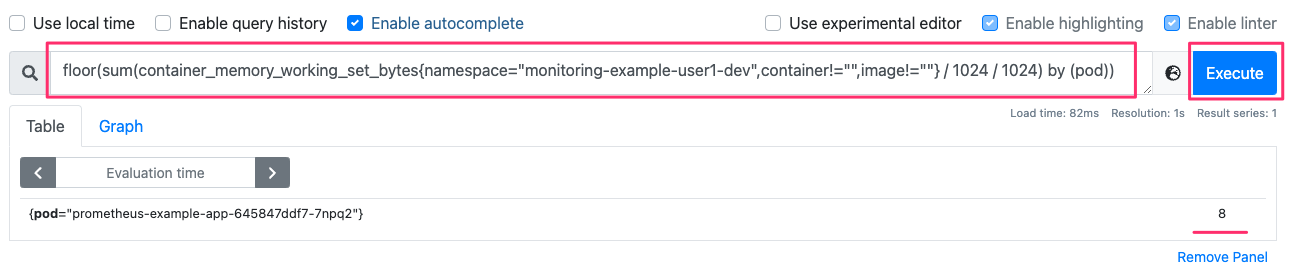 Use local time Enable query history Enable autocomplete Use experimental editor Enable highlighting Enable linter
floor(sum(container_memory_working_set_bytes{namespace="monitoring-example-user1-dev",container!="",image!=""} / 1024 / 1024) by (pod)) Execute
Load time: 82ms Resolution: 1s Result series: 1
Table Graph
Evaluation time
{pod="prometheus-example-app-645847ddf7-7npq2"} 8
Remove Panel